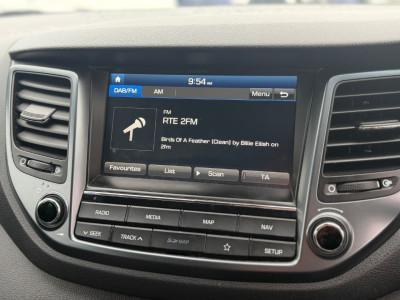 9:54 PM
DAB/FM AM Menu
FM
RTE 2FM
Birds Of A Feather [Clean] by Billie Eilish on
2fm
Favourites List Scan TA
RADIO MEDIA MAP NAV
SEEK TRACK SETUP